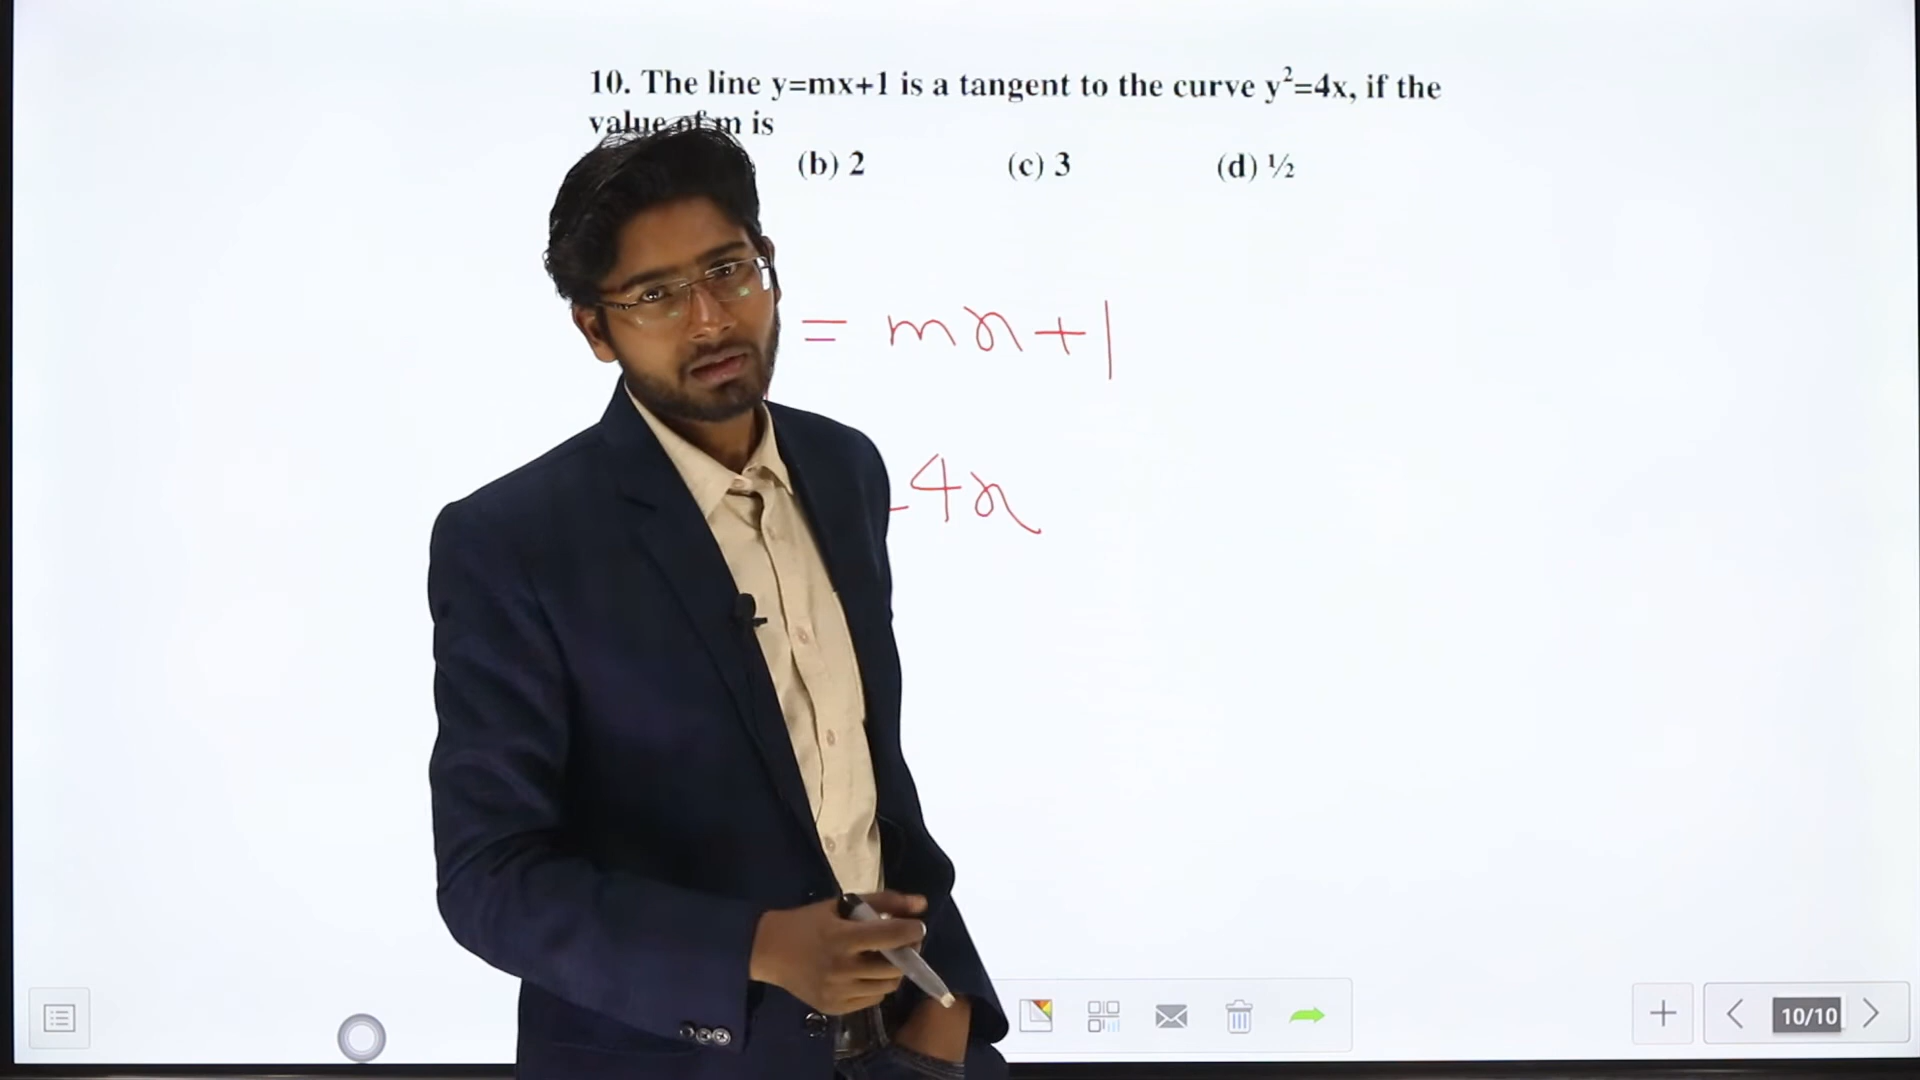 10. The line y=mx+1 is a tangent to the curve y²=4x, if the
value of m is
(b) 2 (c) 3 (d) ½
= mx+1
4x
10/10